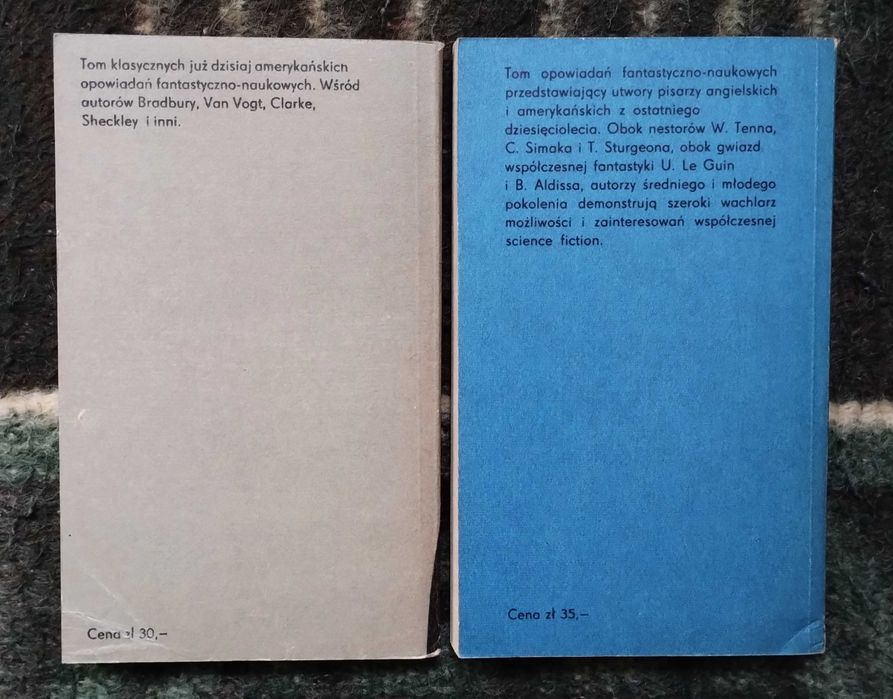 Tom klasycznych już dzisiaj amerykańskich
opowiadań fantastyczno-naukowych. Wśród
autorów Bradbury, Van Vogt, Clarke,
Sheckley i inni.
Cena zł 30,–
Tom opowiadań fantastyczno-naukowych
przedstawiający utwory pisarzy angielskich
i amerykańskich z ostatniego
dziesięciolecia. Obok nestorów W. Tenna,
C. Simaka i T. Sturgeona, obok gwiazd
współczesnej fantastyki U. Le Guin
i B. Aldissa, autorzy średniego i młodego
pokolenia demonstrują szeroki wachlarz
możliwości i zainteresowań współczesnej
science fiction.
Cena zł 35,–